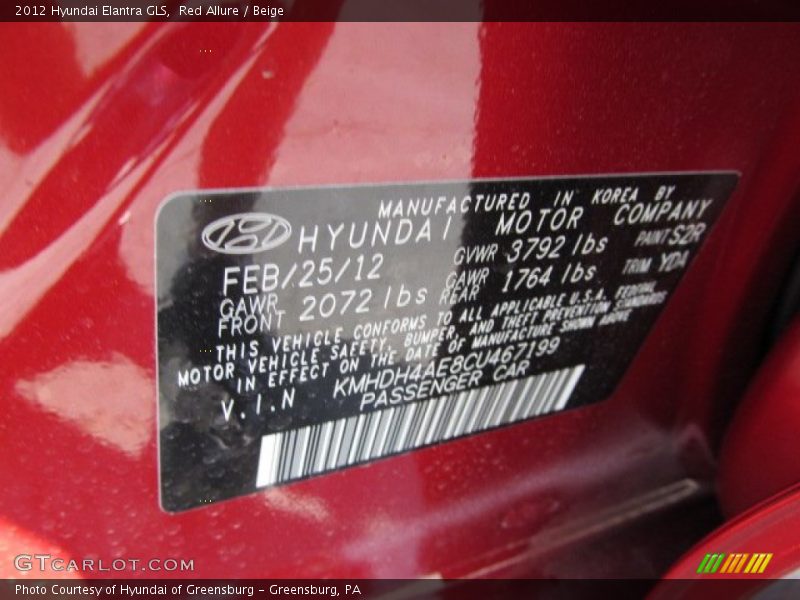 2012 Hyundai Elantra GLS,  Red Allure / Beige
MANUFACTURED IN KOREA BY
HYUNDAI MOTOR COMPANY
FEB/25/12 GVWR 3792 lbs PAINT S2R
GAWR FRONT 2072 lbs GAWR REAR 1764 lbs TRIM YDA
THIS VEHICLE CONFORMS TO ALL APPLICABLE U.S.A. FEDERAL
MOTOR VEHICLE SAFETY, BUMPER, AND THEFT PREVENTION STANDARDS
IN EFFECT ON THE DATE OF MANUFACTURE SHOWN ABOVE
V.I.N KMHDH4AE8CU467199
PASSENGER CAR
GTCARLOT.COM
Photo Courtesy of Hyundai of Greensburg – Greensburg, PA